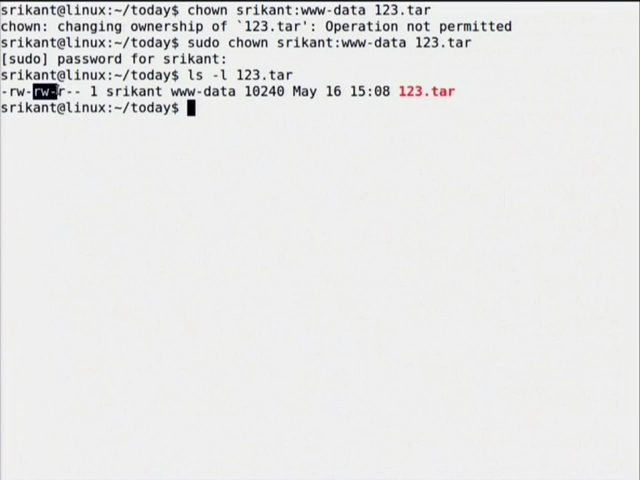 srikant@linux:~/today$ chown srikant:www-data 123.tar
chown: changing ownership of `123.tar': Operation not permitted
srikant@linux:~/today$ sudo chown srikant:www-data 123.tar
[sudo] password for srikant:
srikant@linux:~/today$ ls -l 123.tar
-rw-rw-r-- 1 srikant www-data 10240 May 16 15:08 123.tar
srikant@linux:~/today$